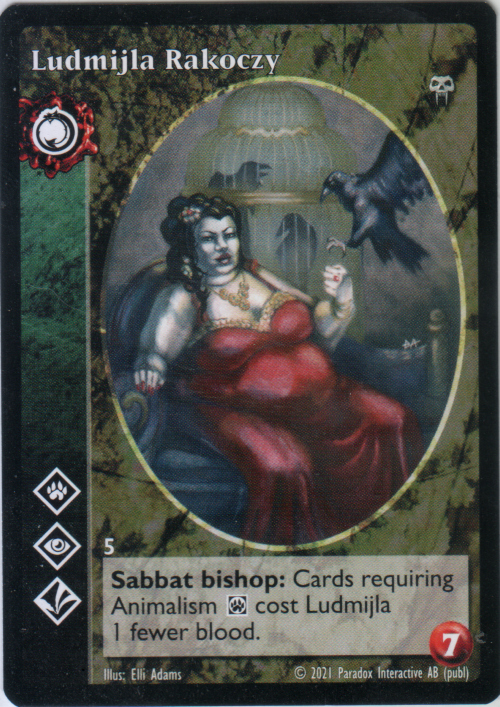 Ludmijla Rakoczy
DA
5
Sabbat bishop: Cards requiring
Animalism cost Ludmijla
1 fewer blood.
7
Illus: Elli Adams © 2021 Paradox Interactive AB (publ)